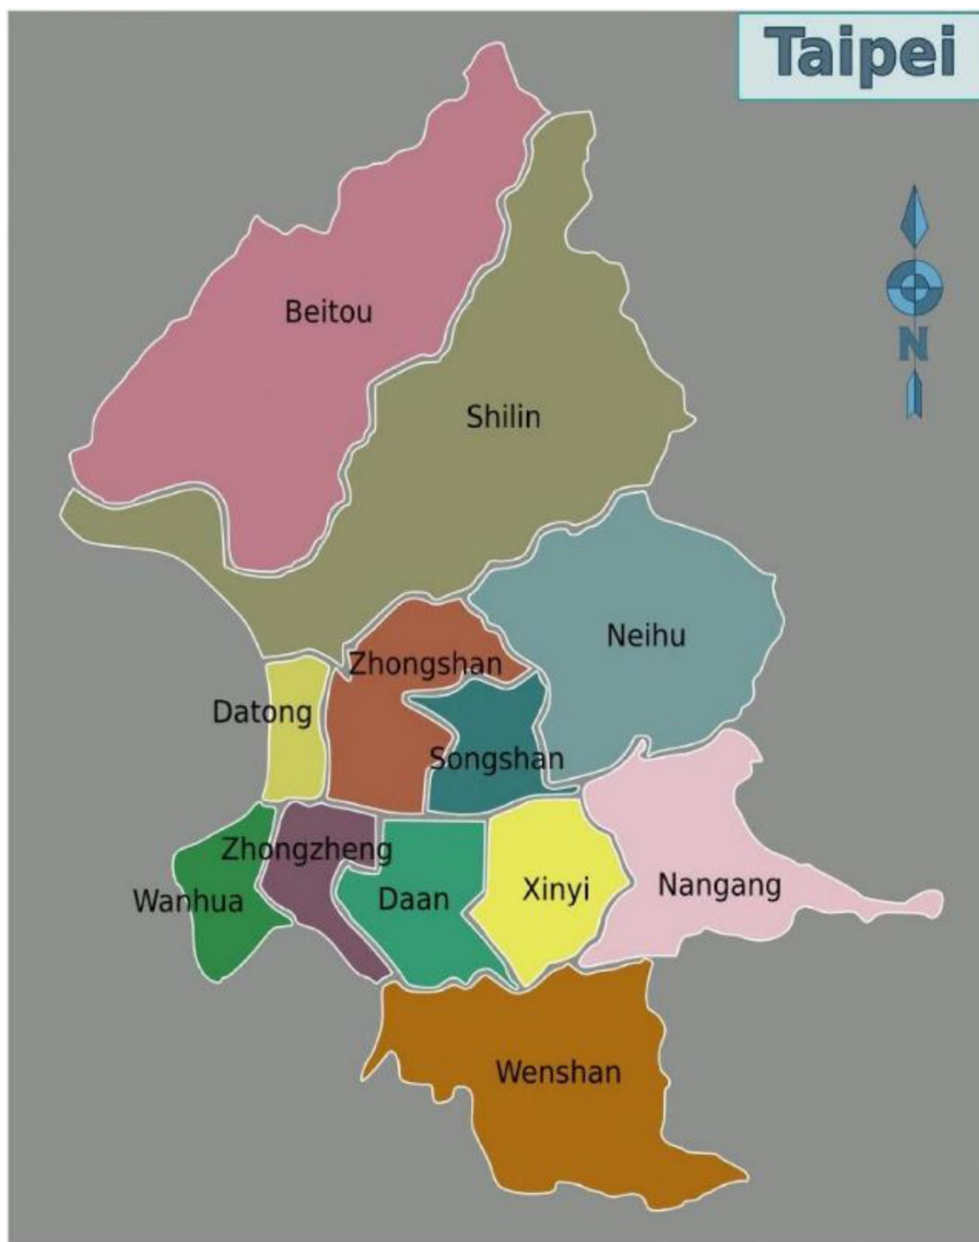 Taipei
Beitou
N
Shilin
Neihu
Zhongshan
Datong
Songshan
Zhongzheng
Wanhua
Daan
Xinyi
Nangang
Wenshan